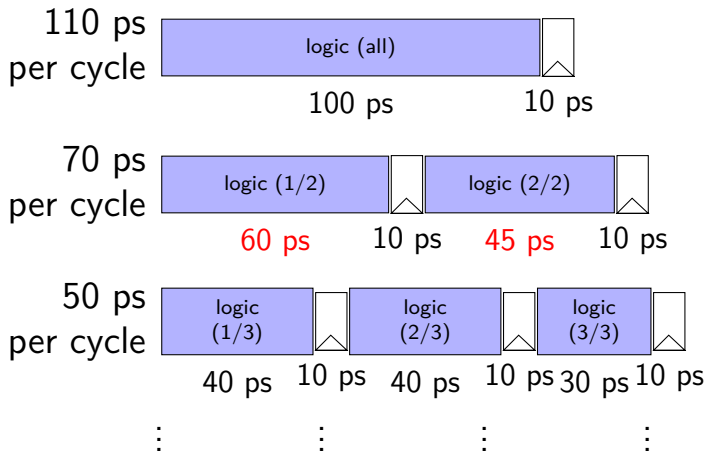 110 ps
per cycle
logic (all)
100 ps
10 ps
70 ps
per cycle
logic (1/2)
logic (2/2)
60 ps
10 ps
45 ps
10 ps
50 ps
per cycle
logic
(1/3)
logic
(2/3)
logic
(3/3)
40 ps
10 ps
40 ps
10 ps
30 ps
10 ps
⋮ ⋮ ⋮ ⋮